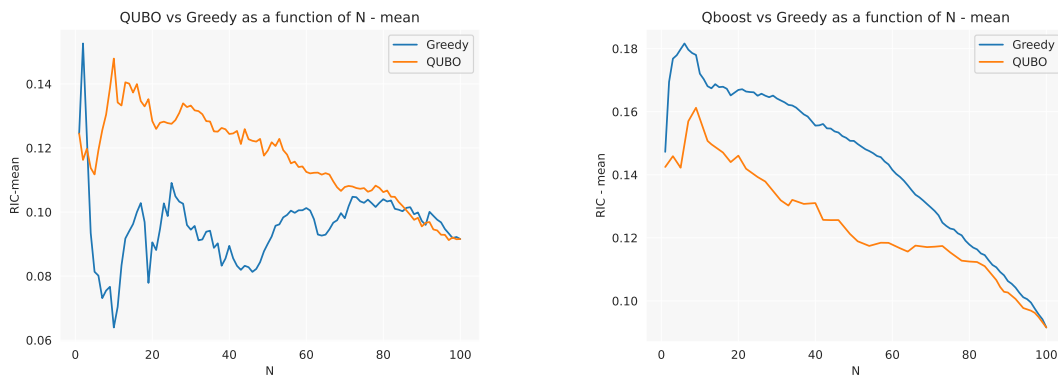 QUBO vs Greedy as a function of N - mean
Greedy
QUBO
0.14
0.12
0.10
0.08
0.06
RIC-mean
0
20
40
60
80
100
N
Qboost vs Greedy as a function of N - mean
Greedy
QUBO
0.18
0.16
0.14
0.12
0.10
RIC - mean
0
20
40
60
80
100
N